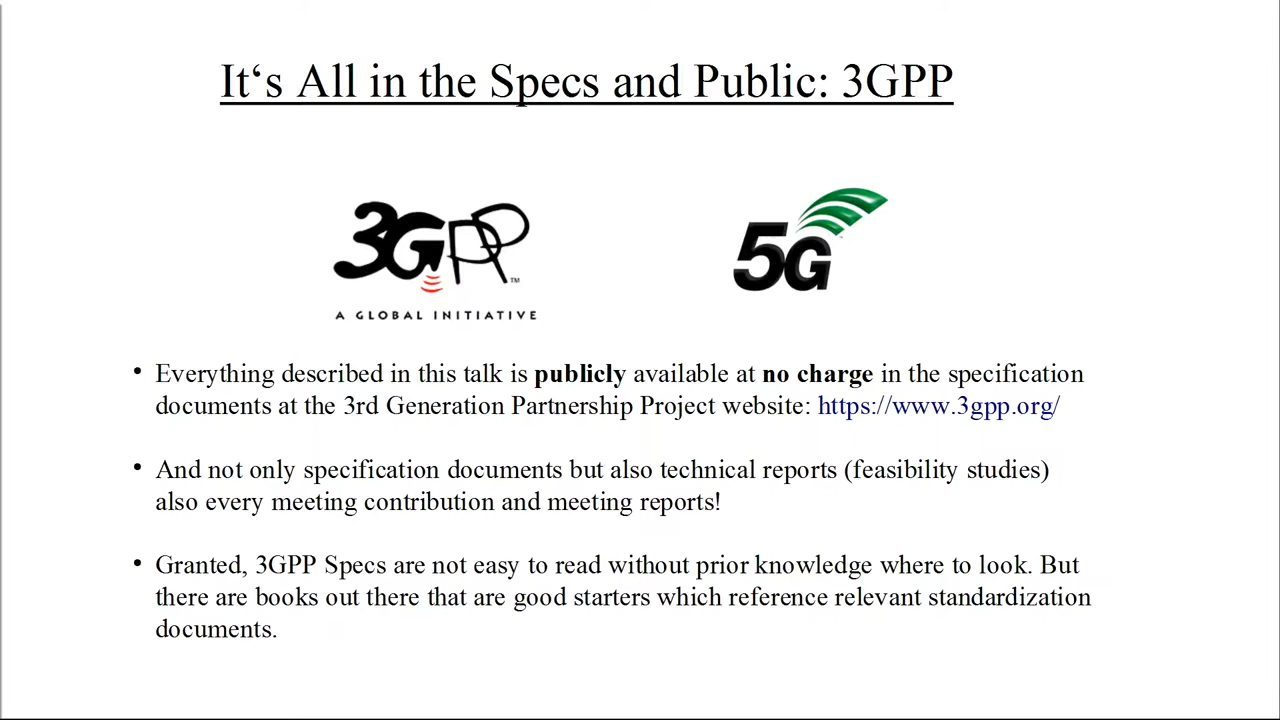 It‘s All in the Specs and Public: 3GPP
3GPP™
A GLOBAL INITIATIVE
5G
• Everything described in this talk is publicly available at no charge in the specification
documents at the 3rd Generation Partnership Project website: https://www.3gpp.org/
• And not only specification documents but also technical reports (feasibility studies)
also every meeting contribution and meeting reports!
• Granted, 3GPP Specs are not easy to read without prior knowledge where to look. But
there are books out there that are good starters which reference relevant standardization
documents.